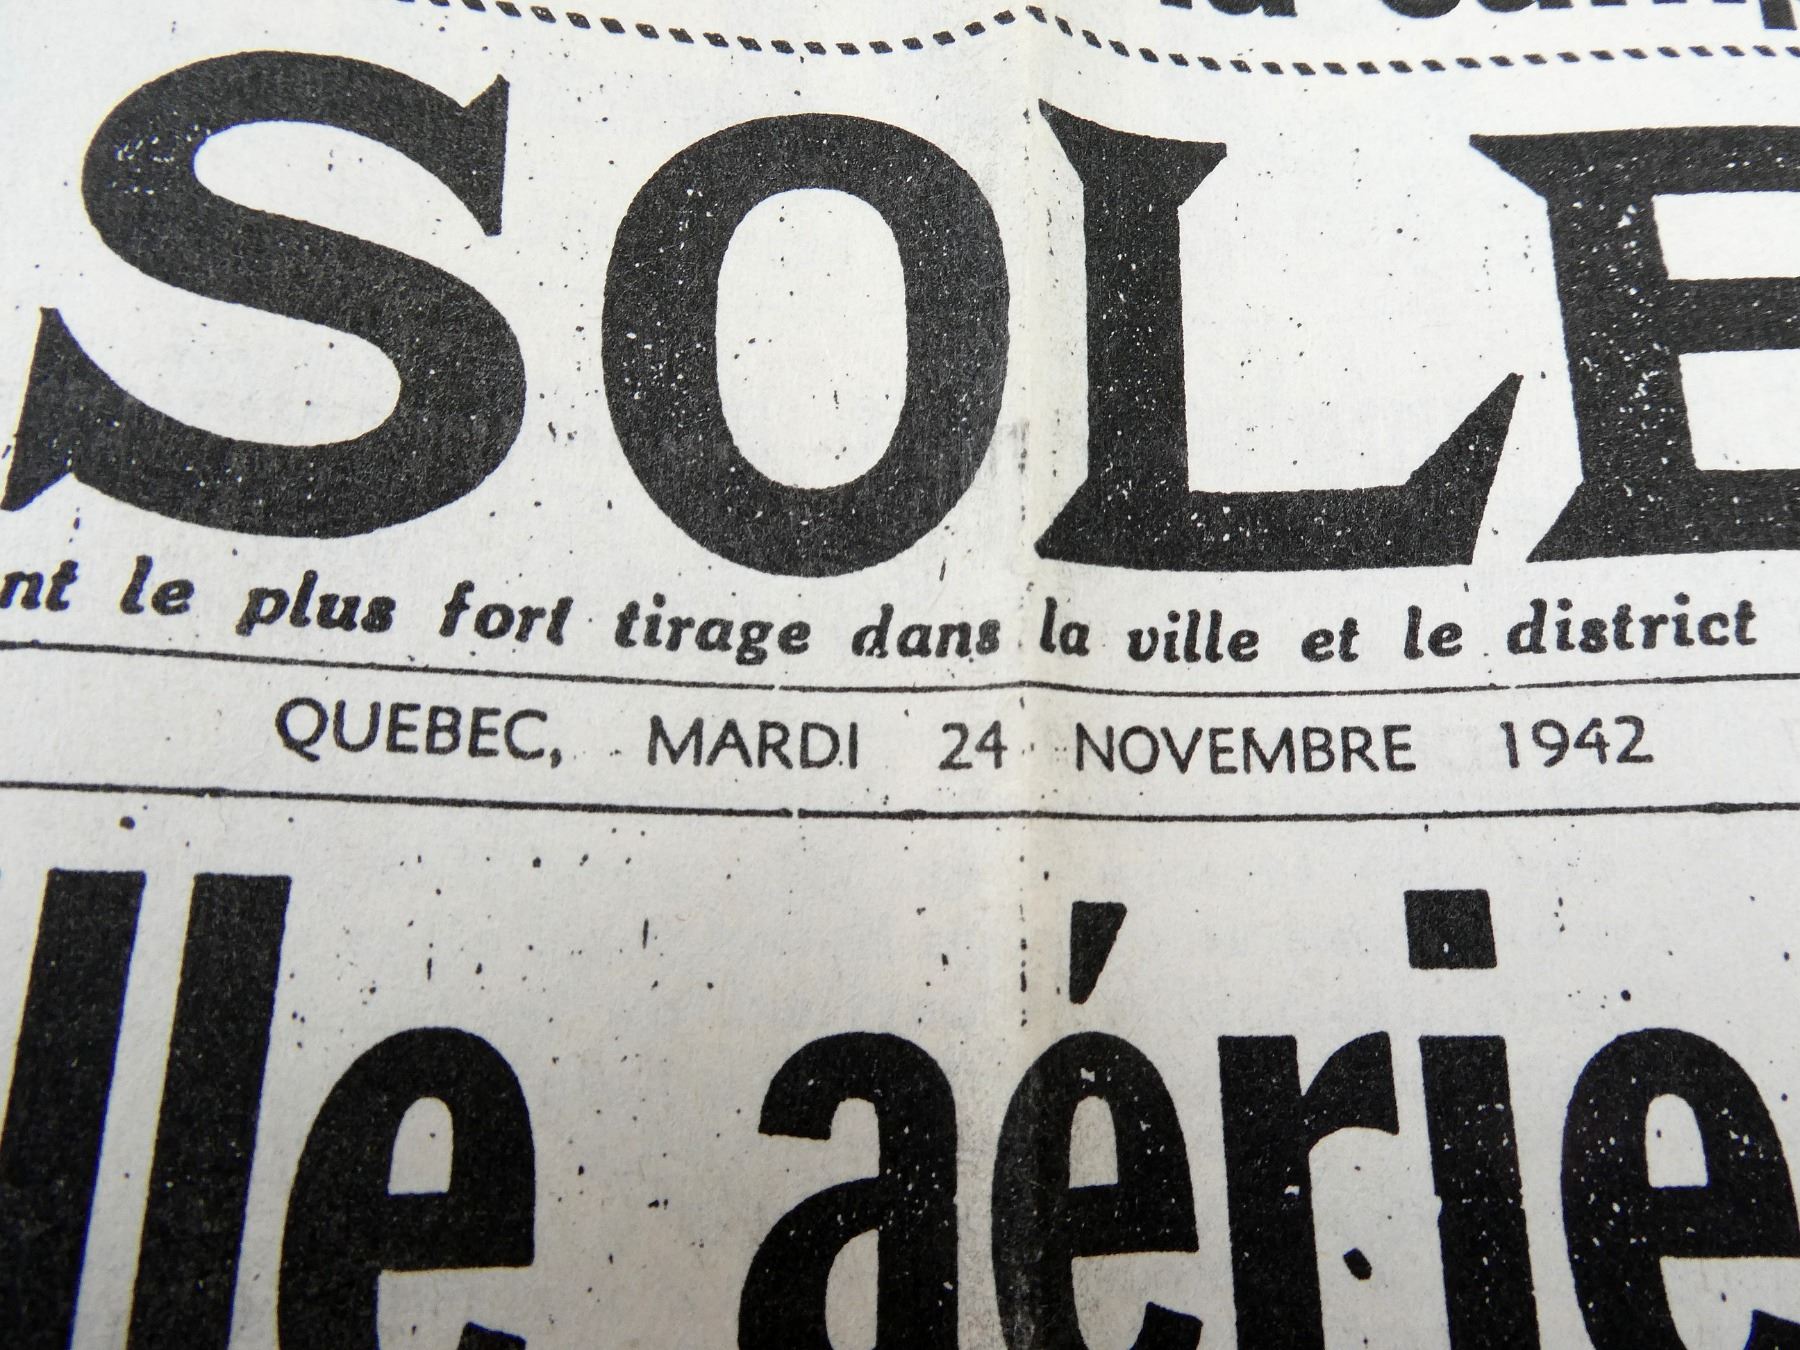 SOLE
nt le plus fort tirage dans la ville et le district
QUEBEC, MARDI 24 NOVEMBRE 1942
lle aérie